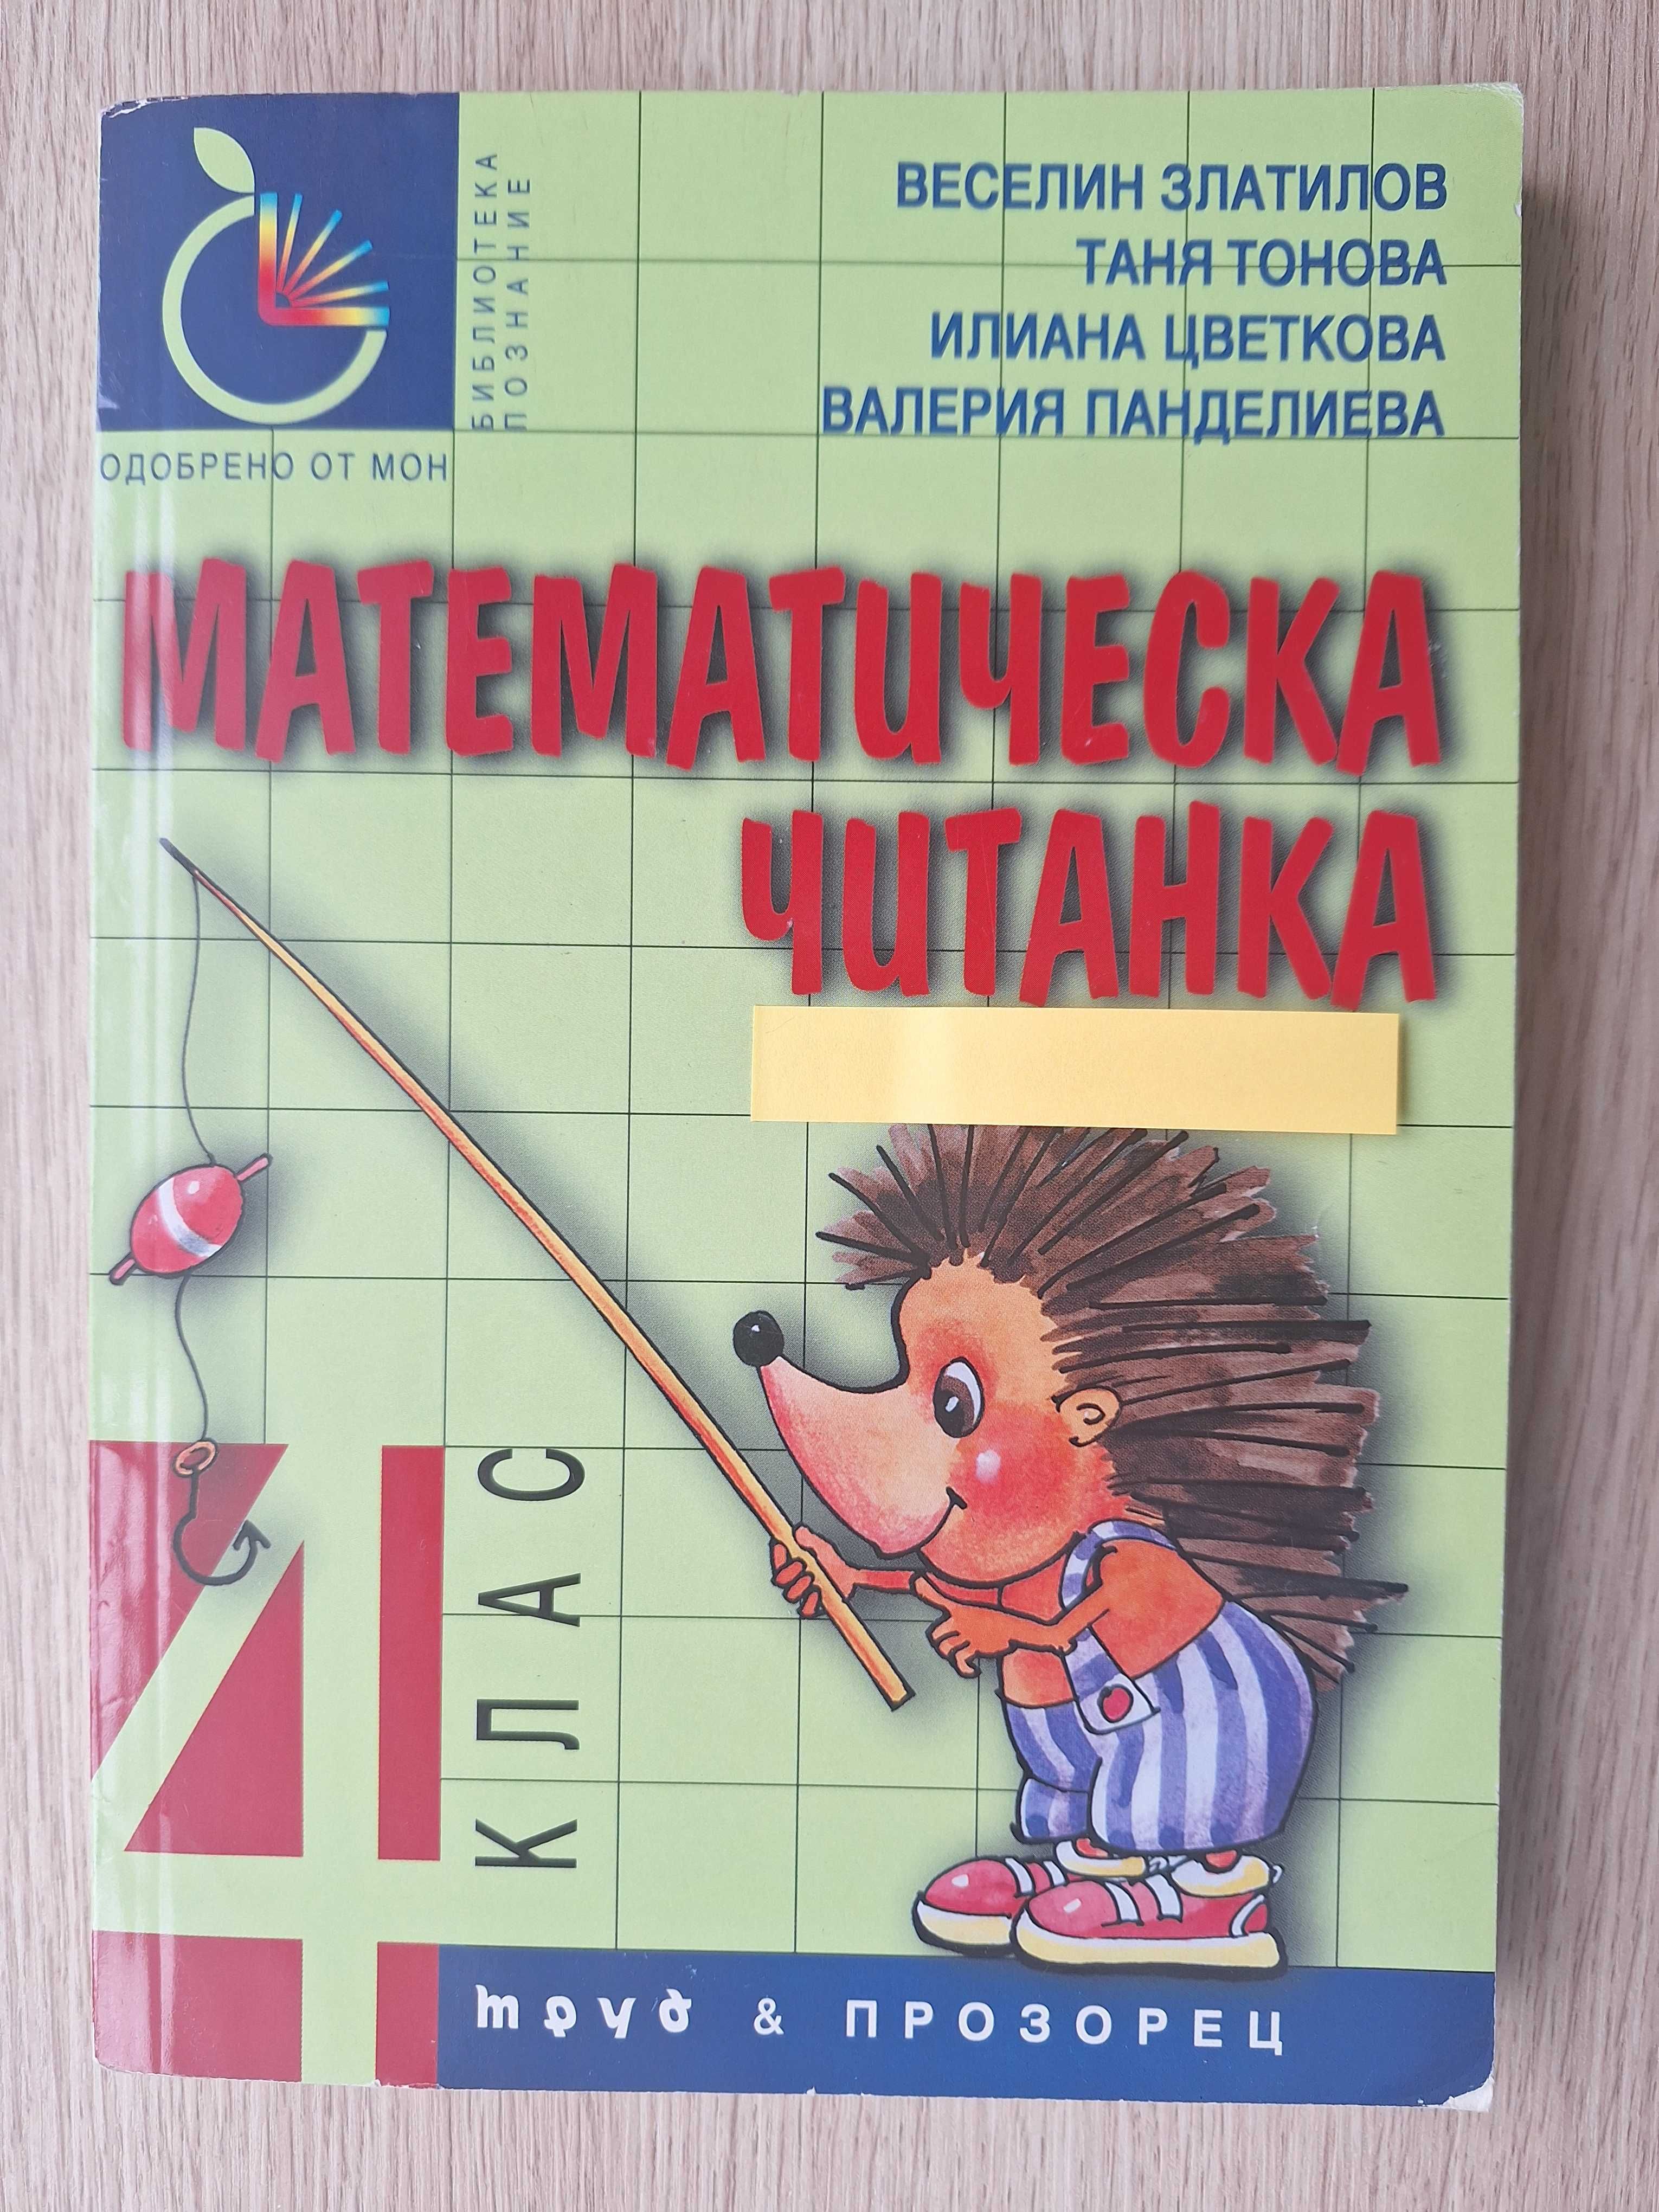 БИБЛИОТЕКА
ПОЗНАНИЕ
ВЕСЕЛИН ЗЛАТИЛОВ
ТАНЯ ТОНОВА
ИЛИАНА ЦВЕТКОВА
ВАЛЕРИЯ ПАНДЕЛИЕВА
ОДОБРЕНО ОТ МОН
МАТЕМАТИЧЕСКА
ЧИТАНКА
4
КЛАС
труд & ПРОЗОРЕЦ